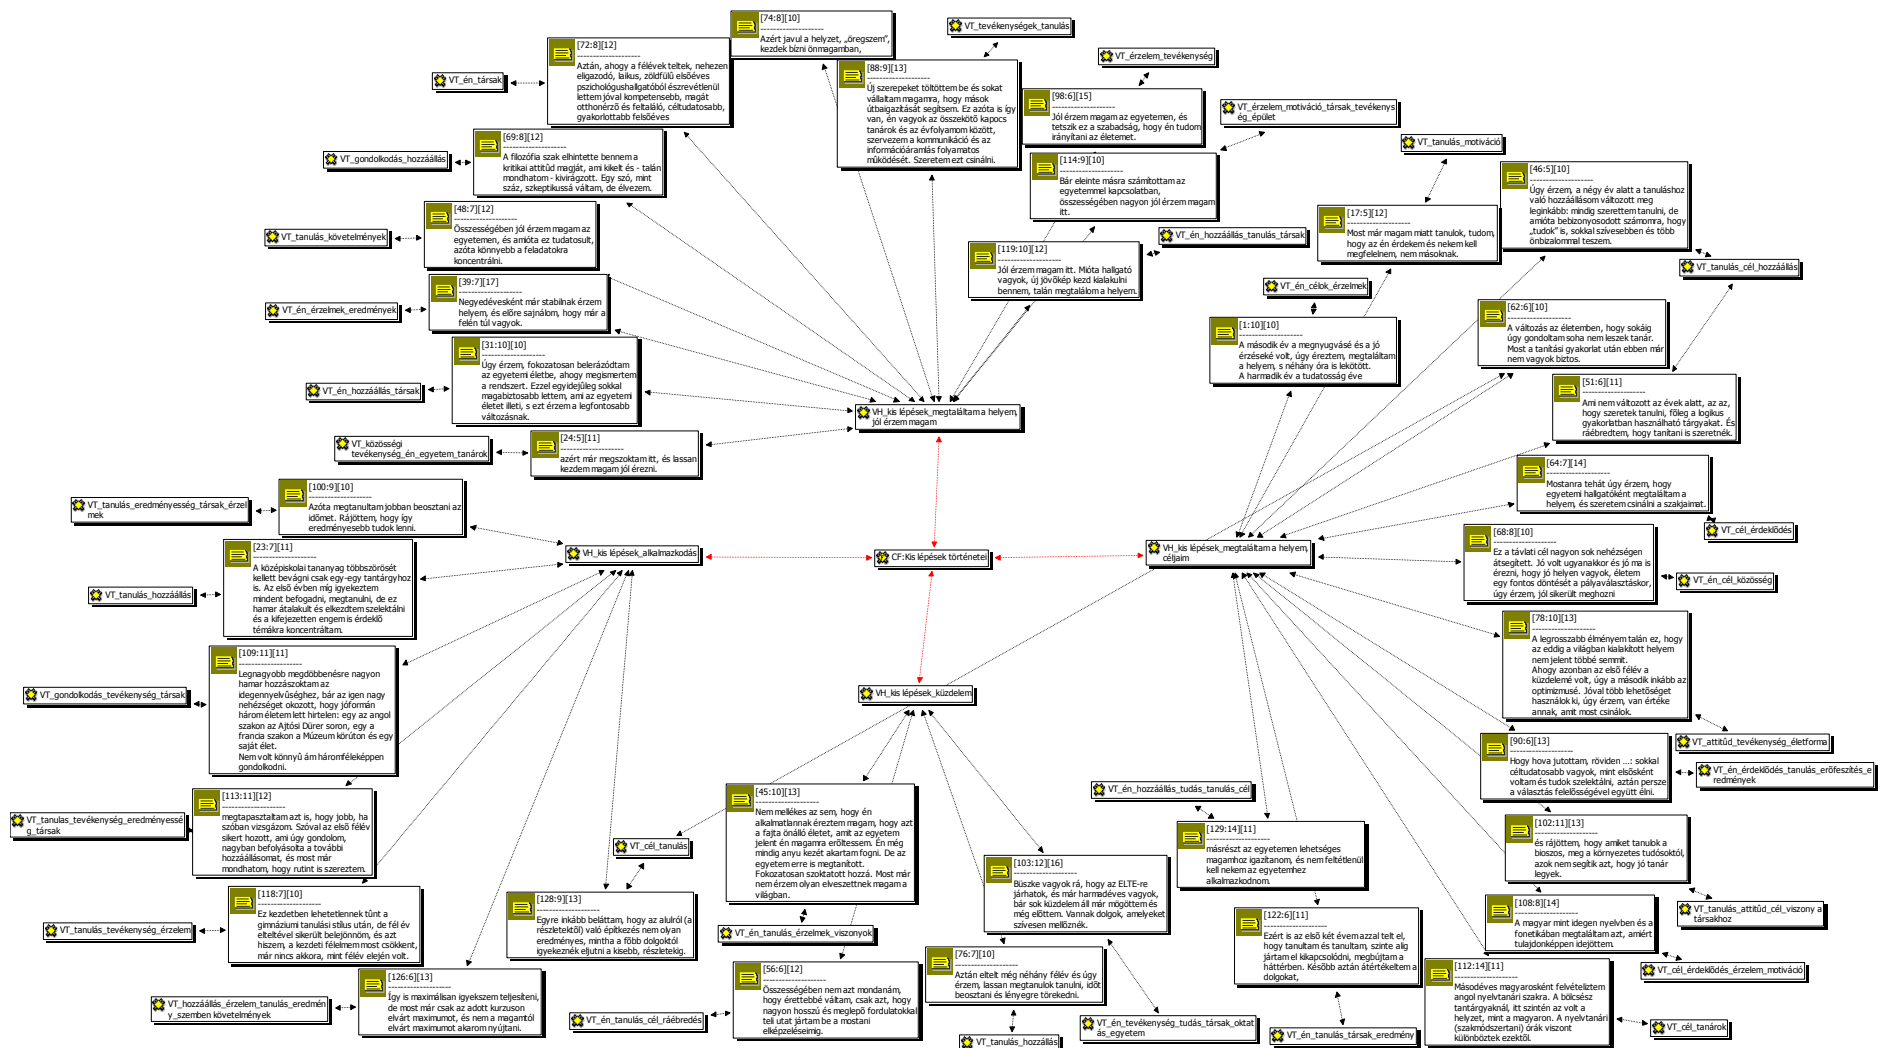 [74:8][10]
--------------------
Azért javul a helyzet, „öregszem”,
kezdek bízni önmagamban,
VT_tevékenységek_tanulás
[72:8][12]
--------------------
Aztán, ahogy a félévek teltek, nehezen
eligazodó, laikus, zöldfülű elsőéves
pszichológushallgatóból észrevétlenül
lettem jóval kompetensebb, magát
otthonérző és feltaláló, céltudatosabb,
gyakorlottabb felsőéves
VT_én_társak
[88:9][13]
--------------------
Új szerepeket töltöttem be és sokat
vállaltam magamra, hogy mások
útbaigazítását segítsem. Ez azóta is így
van, én vagyok az összekötő kapocs
tanárok és az évfolyamom között,
szervezem a kommunikáció és az
információáramlás folyamatos
működését. Szeretem ezt csinálni.
VT_érzelem_tevékenység
[98:6][15]
--------------------
Jól érzem magam az egyetemen, és
tetszik ez a szabadság, hogy én tudom
irányítani az életemet.
VT_érzelem_motiváció_társak_tevékenys
ég_épület
[114:9][10]
--------------------
Bár eleinte másra számítottam az
egyetemmel kapcsolatban,
összességében nagyon jól érzem magam
itt.
VT_tanulás_motiváció
[69:8][12]
--------------------
A filozófia szak elhintette bennem a
kritikai attitűd magját, ami kikelt és - talán
mondhatom - kivirágzott. Egy szó, mint
száz, szkeptikussá váltam, de élvezem.
VT_gondolkodás_hozzáállás
[46:5][10]
--------------------
Úgy érzem, a négy év alatt a tanuláshoz
való hozzáállásom változott meg
leginkább: mindig szerettem tanulni, de
amióta bebizonyosodott számomra, hogy
„tudok” is, sokkal szívesebben és több
önbizalommal teszem.
[48:7][12]
--------------------
Összességében jól érzem magam az
egyetemen, és amióta ez tudatosult,
azóta könnyebb a feladatokra
koncentrálni.
VT_tanulás_követelmények
[17:5][12]
--------------------
Most már magam miatt tanulok, tudom,
hogy az én érdekem és nekem kell
megfelelnem, nem másoknak.
VT_én_hozzáállás_tanulás_társak
[119:10][12]
--------------------
Jól érzem magam itt. Mióta hallgató
vagyok, új jövőkép kezd kialakulni
bennem, talán megtalálom a helyem.
VT_tanulás_cél_hozzáállás
[39:7][17]
--------------------
Negyedévesként már stabilnak érzem
helyem, és előre sajnálom, hogy már a
felén túl vagyok.
VT_én_érzelmek_eredmények
VT_én_célok_érzelmek
[62:6][10]
--------------------
A változás az életemben, hogy sokáig
úgy gondoltam soha nem leszek tanár.
Most a tanítási gyakorlat után ebben már
nem vagyok biztos.
[1:10][10]
--------------------
A második év a megnyugvásé és a jó
érzéseké volt, úgy éreztem, megtaláltam
a helyem, s néhány óra is lekötött.
A harmadik év a tudatosság éve
[31:10][10]
--------------------
Úgy érzem, fokozatosan belerázódtam
az egyetemi életbe, ahogy megismertem
a rendszert. Ezzel egyidejűleg sokkal
magabiztosabb lettem, ami az egyetemi
életet illeti, s ezt érzem a legfontosabb
változásnak.
VT_én_hozzáállás_társak
[51:6][11]
--------------------
Ami nem változott az évek alatt, az az,
hogy szeretek tanulni, főleg a logikus
gyakorlatban használható tárgyakat. És
ráébredtem, hogy tanítani is szeretnék.
VH_kis lépések_megtaláltam a helyem,
jól érzem magam
[24:5][11]
--------------------
azért már megszoktam itt, és lassan
kezdem magam jól érezni.
VT_közösségi
tevékenység_én_egyetem_tanárok
[64:7][14]
--------------------
Mostanra tehát úgy érzem, hogy
egyetemi hallgatóként megtaláltam a
helyem, és szeretem csinálni a szakjaimat.
VT_cél_érdeklődés
[100:9][10]
--------------------
Azóta megtanultam jobban beosztani az
időmet. Rájöttem, hogy így
eredményesebb tudok lenni.
VT_tanulás_eredményesség_társak_érzel
mek
[68:8][10]
--------------------
Ez a távlati cél nagyon sok nehézségen
átsegített. Jó volt ugyanakkor és jó ma is
érezni, hogy jó helyen vagyok, életem
egy fontos döntését a pályaválasztáskor,
úgy érzem, jól sikerült meghozni
VT_én_cél_közösség
[23:7][11]
--------------------
A középiskolai tananyag többszörösét
kellett bevágni csak egy-egy tantárgyhoz
is. Az első évben míg igyekeztem
mindent befogadni, megtanulni, de ez
hamar átalakult és elkezdtem szelektálni
és a kifejezetten engem is érdeklő
témákra koncentráltam.
VT_tanulás_hozzáállás
VH_kis lépések_alkalmazkodás
CF:Kis lépések történetei
VH_kis lépések_megtaláltam a helyem,
céljaim
[78:10][13]
--------------------
A legrosszabb élményem talán ez, hogy
az eddig a világban kialakított helyem
nem jelent többé semmit.
Ahogy azonban az első félév a
küzdelemé volt, úgy a második inkább az
optimizmusé. Jóval több lehetőséget
használok ki, úgy érzem, van értéke
annak, amit most csinálok.
VT_attitűd_tevékenység_életforma
[109:11][11]
--------------------
Legnagyobb megdöbbenésre nagyon
hamar hozzászoktam az
idegennyelvűséghez, bár az igen nagy
nehézséget okozott, hogy jóformán
három életem lett hirtelen: egy az angol
szakon az Ajtósi Dürer soron, egy a
francia szakon a Múzeum körúton és egy
saját élet.
Nem volt könnyű ám háromféleképpen
gondolkodni.
VT_gondolkodás_tevékenység_társak
VH_kis lépések_küzdelem
[90:6][13]
--------------------
Hogy hova jutottam, röviden ...: sokkal
céltudatosabb vagyok, mint elsősként
voltam és tudok szelektálni, aztán persze
a választás felelősségével együtt élni.
VT_én_érdeklődés_tanulás_erőfeszítés_e
redmények
[113:11][12]
--------------------
megtapasztaltam azt is, hogy jobb, ha
szóban vizsgázom. Szóval az első félév
sikert hozott, ami úgy gondolom,
nagyban befolyásolta a további
hozzáállásomat, és most már
mondhatom, hogy rutint is szereztem.
VT_tanulas_tevékenység_eredményessé
g_társak
[45:10][13]
--------------------
Nem mellékes az sem, hogy én
alkalmatlannak éreztem magam, hogy azt
a fajta önálló életet, amit az egyetem
jelent én magamra erőltessem. Én még
mindig anyu kezét akartam fogni. De az
egyetem erre is megtanított.
Fokozatosan szoktatott hozzá. Most már
nem érzem olyan elveszettnek magam a
világban.
VT_én_tanulás_érzelmek_viszonyok
VT_cél_tanulás
VT_én_hozzáállás_tudás_tanulás_cél
[129:14][11]
--------------------
másrészt az egyetemen lehetséges
magamhoz igazítanom, és nem feltétlenül
kell nekem az egyetemhez
alkalmazkodnom.
[102:11][13]
--------------------
és rájöttem, hogy amiket tanulok a
bioszos, meg a környezetes tudósoktól,
azok nem segítik azt, hogy jó tanár
legyek.
VT_tanulás_attitűd_cél_viszony a
társakhoz
[103:12][16]
--------------------
Büszke vagyok rá, hogy az ELTE-re
járhatok, és már harmadéves vagyok,
bár sok küzdelem áll már mögöttem és
még előttem. Vannak dolgok, amelyeket
szívesen mellőznék.
[118:7][10]
--------------------
Ez kezdetben lehetetlennek tűnt a
gimnáziumi tanulási stílus után, de fél év
elteltével sikerült belejönnöm, és azt
hiszem, a kezdeti félelmem most csökkent,
már nincs akkora, mint félév elején volt.
VT_tanulás_tevékenység_érzelem
[128:9][13]
--------------------
Egyre inkább beláttam, hogy az alulról (a
részletektől) való építkezés nem olyan
eredményes, mintha a főbb dolgoktól
igyekeznék eljutni a kisebb, részletekig.
[108:8][14]
--------------------
A magyar mint idegen nyelvben és a
fonetikában megtaláltam azt, amiért
tulajdonképpen idejöttem.
VT_cél_érdeklődés_érzelem_motiváció
[122:6][11]
--------------------
Ezért is az első két évem azzal telt el,
hogy tanultam és tanultam, szinte alig
jártam el kikapcsolódni, megbújtam a
háttérben. Később aztán átértékeltem a
dolgokat,
VT_én_tanulás_társak_eredmény
[76:7][10]
--------------------
Aztán eltelt még néhány félév és úgy
érzem, lassan megtanulok tanulni, időt
beosztani és lényegre törekedni.
VT_tanulás_hozzállás
VT_én_tevékenység_tudás_társak_oktat
ás_egyetem
[56:6][12]
--------------------
Összességében nem azt mondanám,
hogy érettebbé váltam, csak azt, hogy
nagyon hosszú és meglepő fordulatokkal
teli utat jártam be a mostani
elképzeléseimig.
VT_én_tanulás_cél_ráébredés
[126:6][13]
--------------------
Így is maximálisan igyekszem teljesíteni,
de most már csak az adott kurzuson
elvárt maximumot, és nem a magamtól
elvárt maximumot akarom nyújtani.
VT_hozzáállás_érzelem_tanulás_eredmén
y_szemben követelmények
[112:14][11]
--------------------
Másodéves magyarosként felvételiztem
angol nyelvtanári szakra. A bölcsész
tantárgyaknál, itt szintén az volt a
helyzet, mint a magyaron. A nyelvtanári
(szakmódszertani) órák viszont
különböztek ezektől.
VT_cél_tanárok